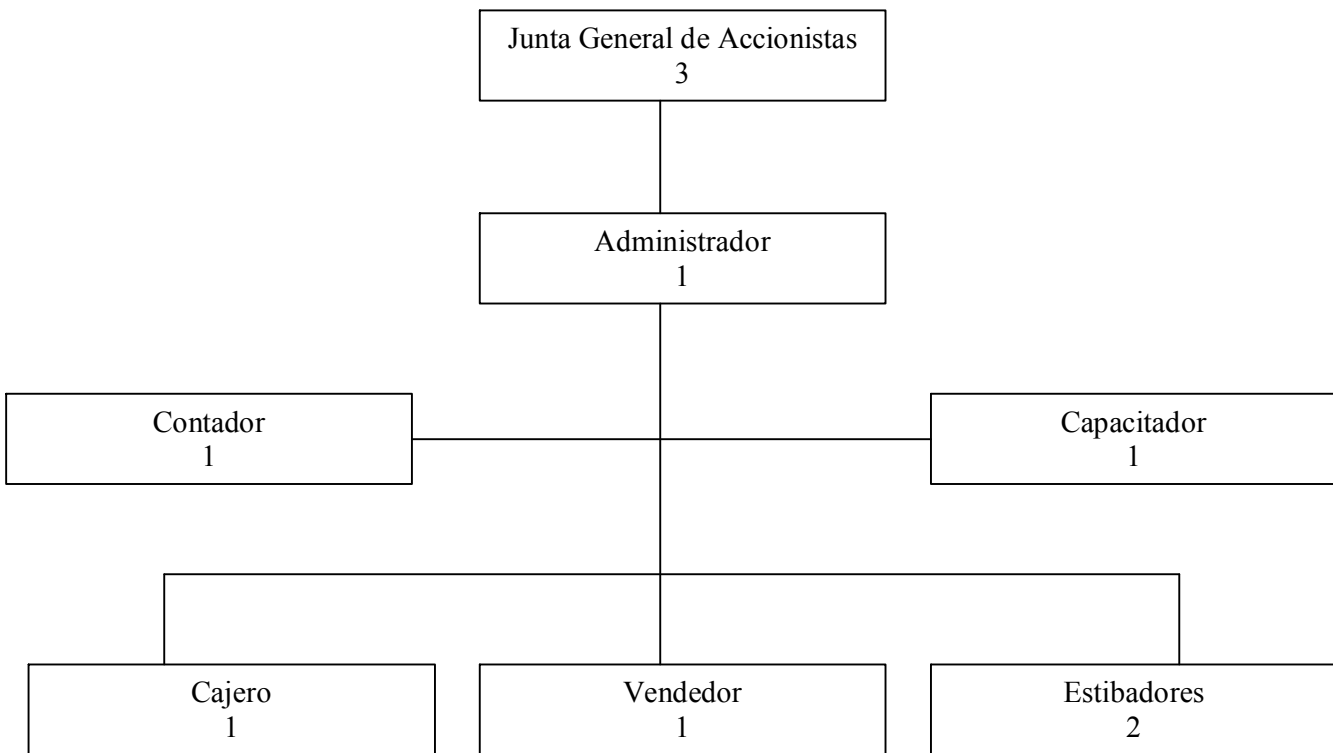 Junta General de Accionistas
3
Administrador
1
Contador
1
Capacitador
1
Cajero
1
Vendedor
1
Estibadores
2